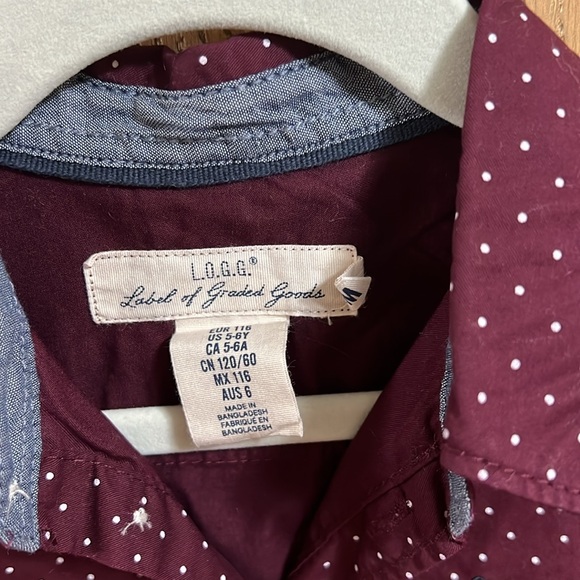 L.O.G.G.®
Label of Graded Goods
EUR 116
US 5-6Y
CA 5-6A
CN 120/60
MX 116
AUS 6
MADE IN
BANGLADESH
FABRIQUÉ EN
BANGLADESH